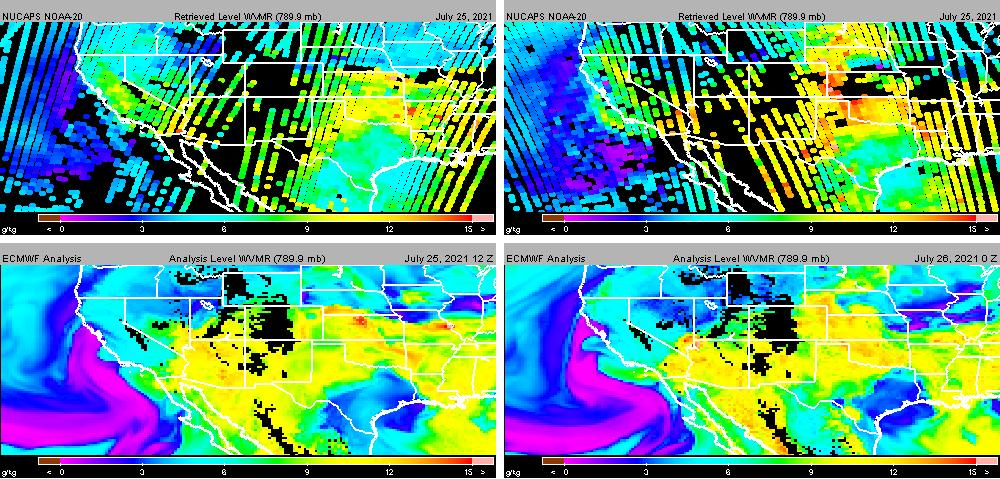 NUCAPS NOAA-20 Retrieved Level WVMR (789.9 mb) July 25, 2021
g/kg < 0 3 6 9 12 15 >
NUCAPS NOAA-20 Retrieved Level WVMR (789.9 mb) July 25, 2021
g/kg < 0 3 6 9 12 15 >
ECMWF Analysis Analysis Level WVMR (789.9 mb) July 25, 2021 12 Z
g/kg < 0 3 6 9 12 15 >
ECMWF Analysis Analysis Level WVMR (789.9 mb) July 26, 2021 0 Z
g/kg < 0 3 6 9 12 15 >